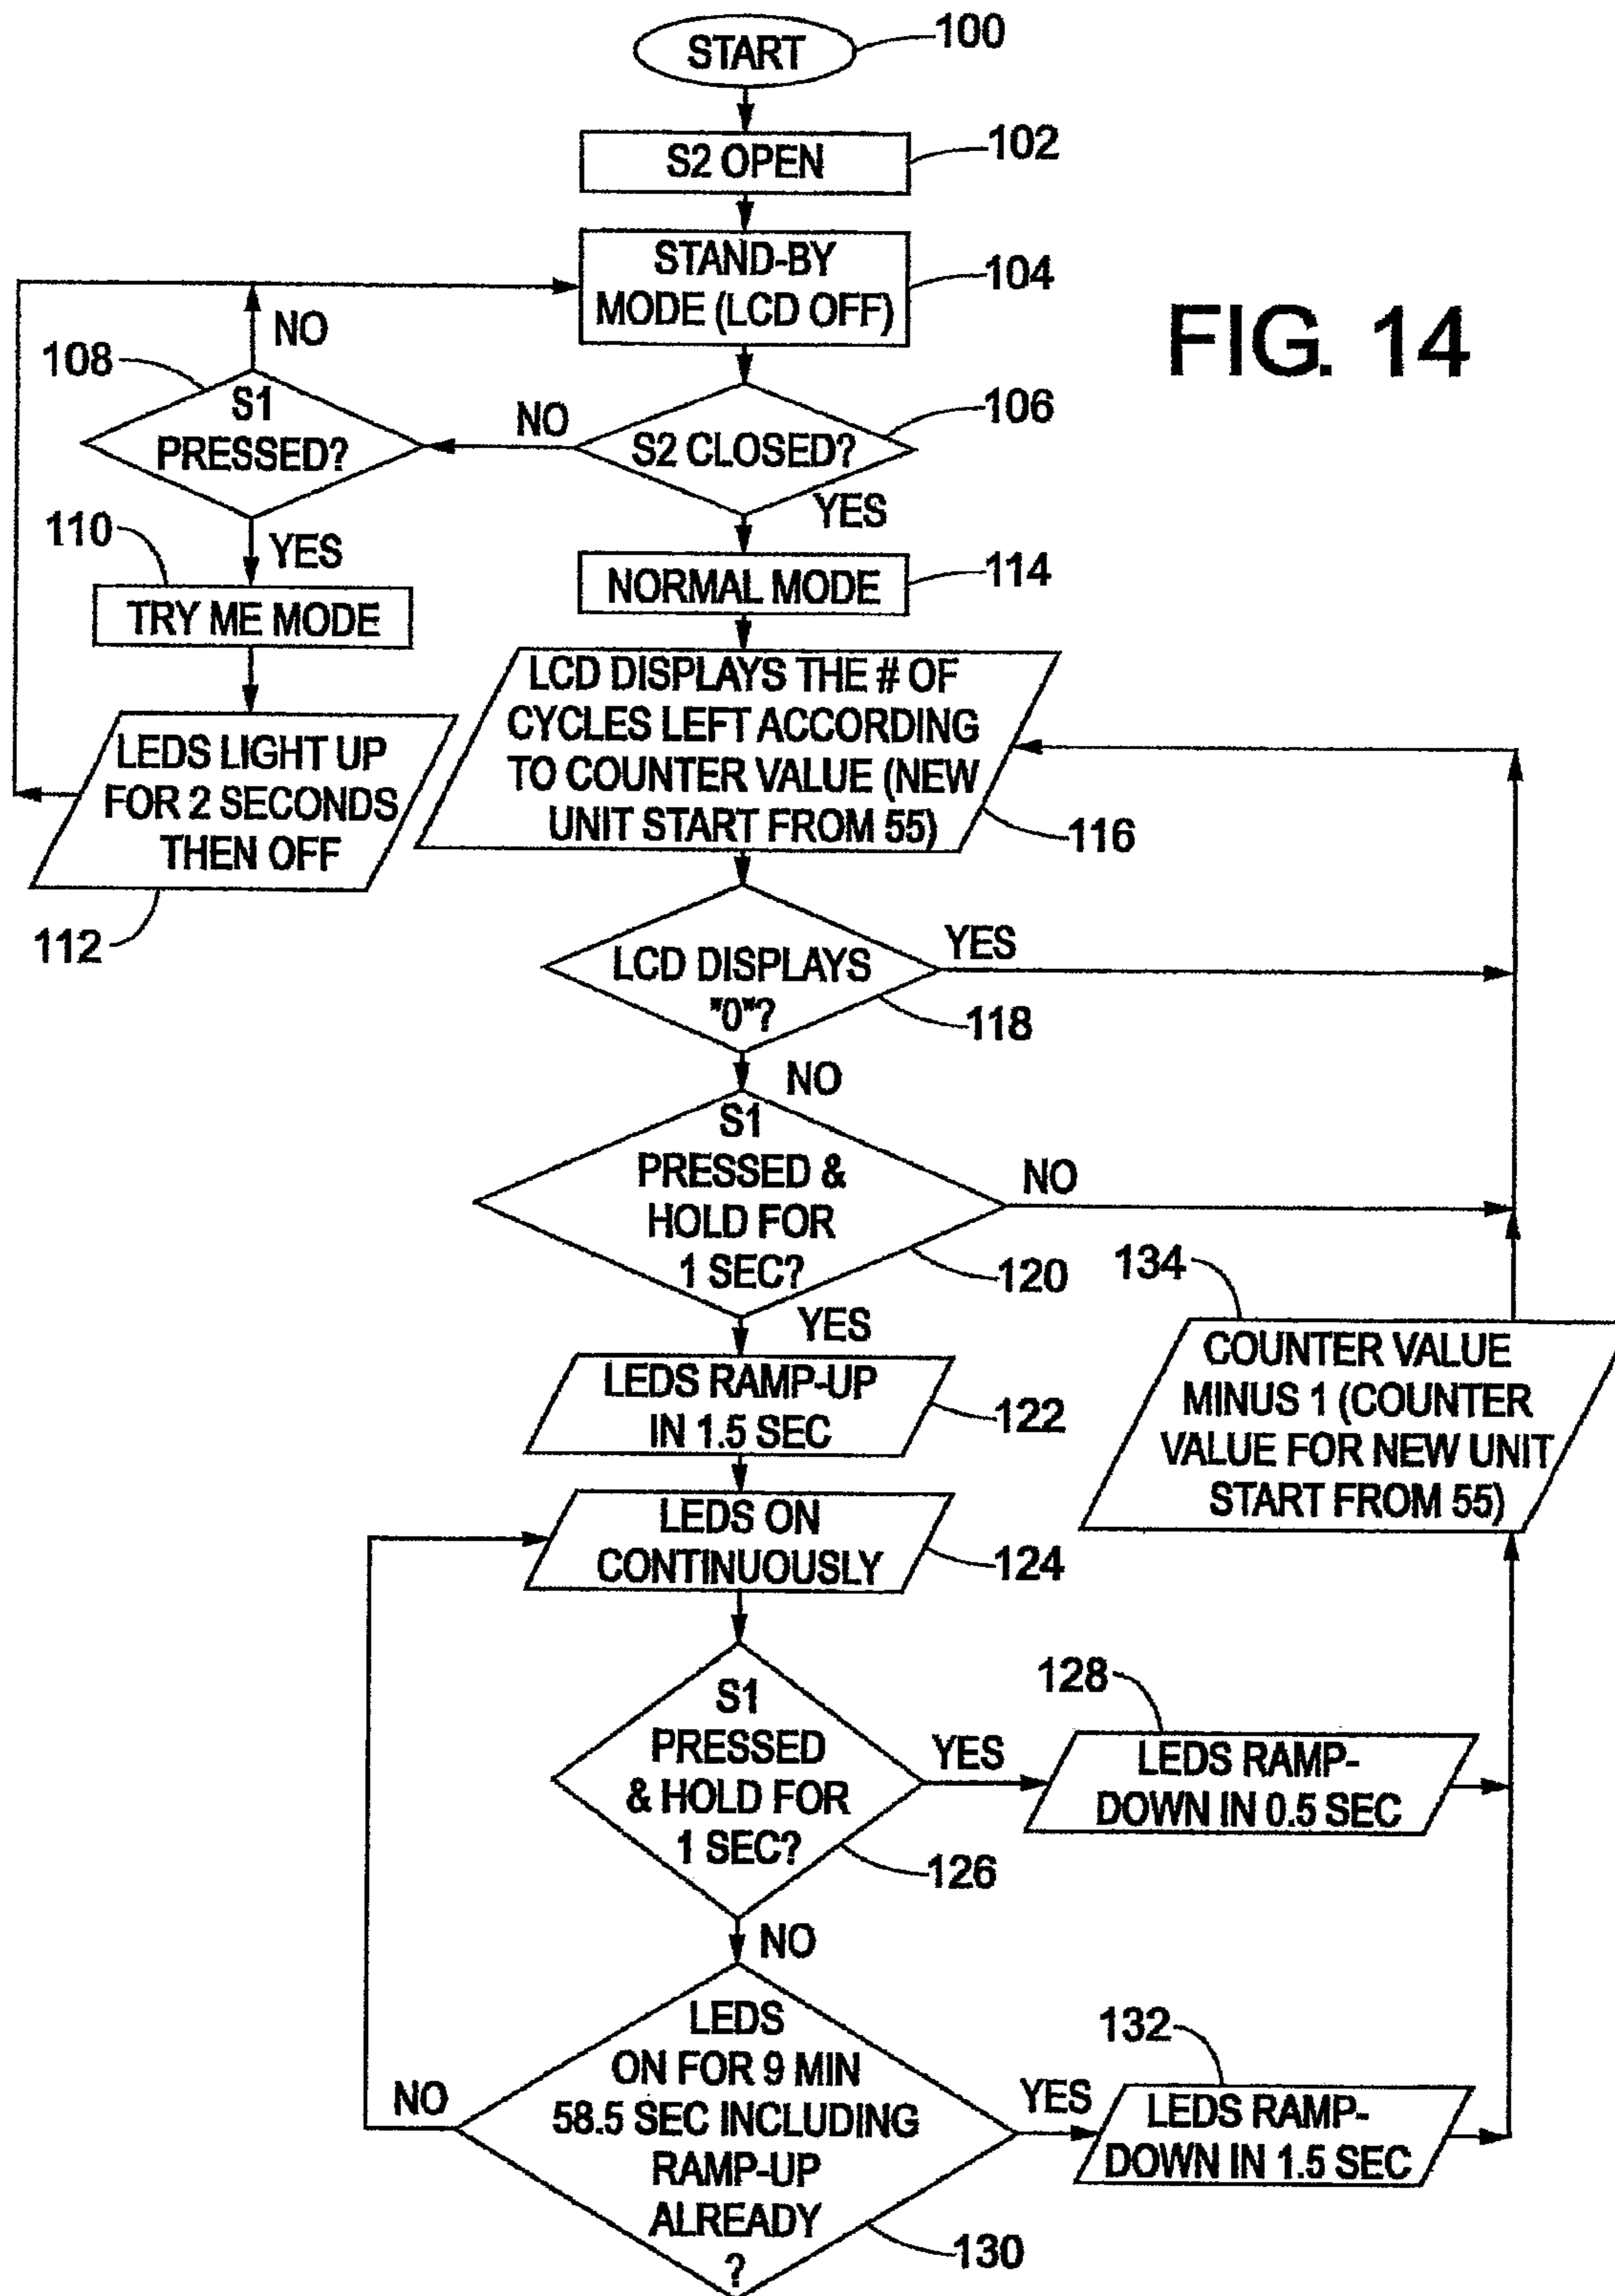 START
100
S2 OPEN
102
STAND-BY
MODE (LCD OFF)
104
FIG. 14
NO
108
S1
PRESSED?
NO
S2 CLOSED?
106
YES
110
YES
TRY ME MODE
NORMAL MODE
114
LEDS LIGHT UP
FOR 2 SECONDS
THEN OFF
112
LCD DISPLAYS THE # OF
CYCLES LEFT ACCORDING
TO COUNTER VALUE (NEW
UNIT START FROM 55)
116
LCD DISPLAYS
"0"?
YES
118
NO
S1
PRESSED &
HOLD FOR
1 SEC?
NO
120
YES
134
COUNTER VALUE
MINUS 1 (COUNTER
VALUE FOR NEW UNIT
START FROM 55)
LEDS RAMP-UP
IN 1.5 SEC
122
LEDS ON
CONTINUOUSLY
124
S1
PRESSED
& HOLD FOR
1 SEC?
126
YES
128
LEDS RAMP-
DOWN IN 0.5 SEC
NO
LEDS
ON FOR 9 MIN
58.5 SEC INCLUDING
RAMP-UP
ALREADY
?
130
NO
YES
132
LEDS RAMP-
DOWN IN 1.5 SEC